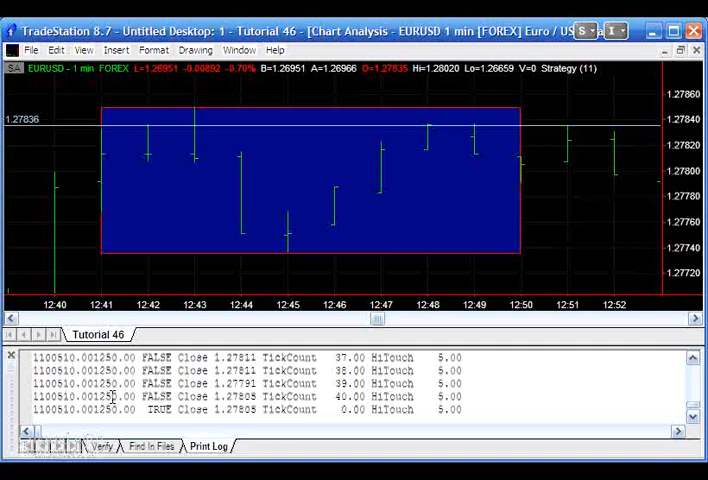 TradeStation 8.7 - Untitled Desktop: 1 - Tutorial 46 - [Chart Analysis - EURUSD 1 min [FOREX] Euro / US
S I
File Edit View Insert Format Drawing Window Help
SA EURUSD - 1 min FOREX L=1.26951 -0.00892 -0.70% B=1.26951 A=1.26966 O=1.27835 Hi=1.28020 Lo=1.26659 V=0 Strategy (11)
1.27860
1.27836
1.27840
1.27820
1.27800
1.27780
1.27760
1.27740
1.27720
12:40 12:41 12:42 12:43 12:44 12:45 12:46 12:47 12:48 12:49 12:50 12:51 12:52
Tutorial 46
1100510.001250.00 FALSE Close 1.27811 TickCount 37.00 HiTouch 5.00
1100510.001250.00 FALSE Close 1.27811 TickCount 38.00 HiTouch 5.00
1100510.001250.00 FALSE Close 1.27791 TickCount 39.00 HiTouch 5.00
1100510.001250.00 FALSE Close 1.27805 TickCount 40.00 HiTouch 5.00
1100510.001250.00 TRUE Close 1.27805 TickCount 0.00 HiTouch 5.00
Verify Find In Files Print Log